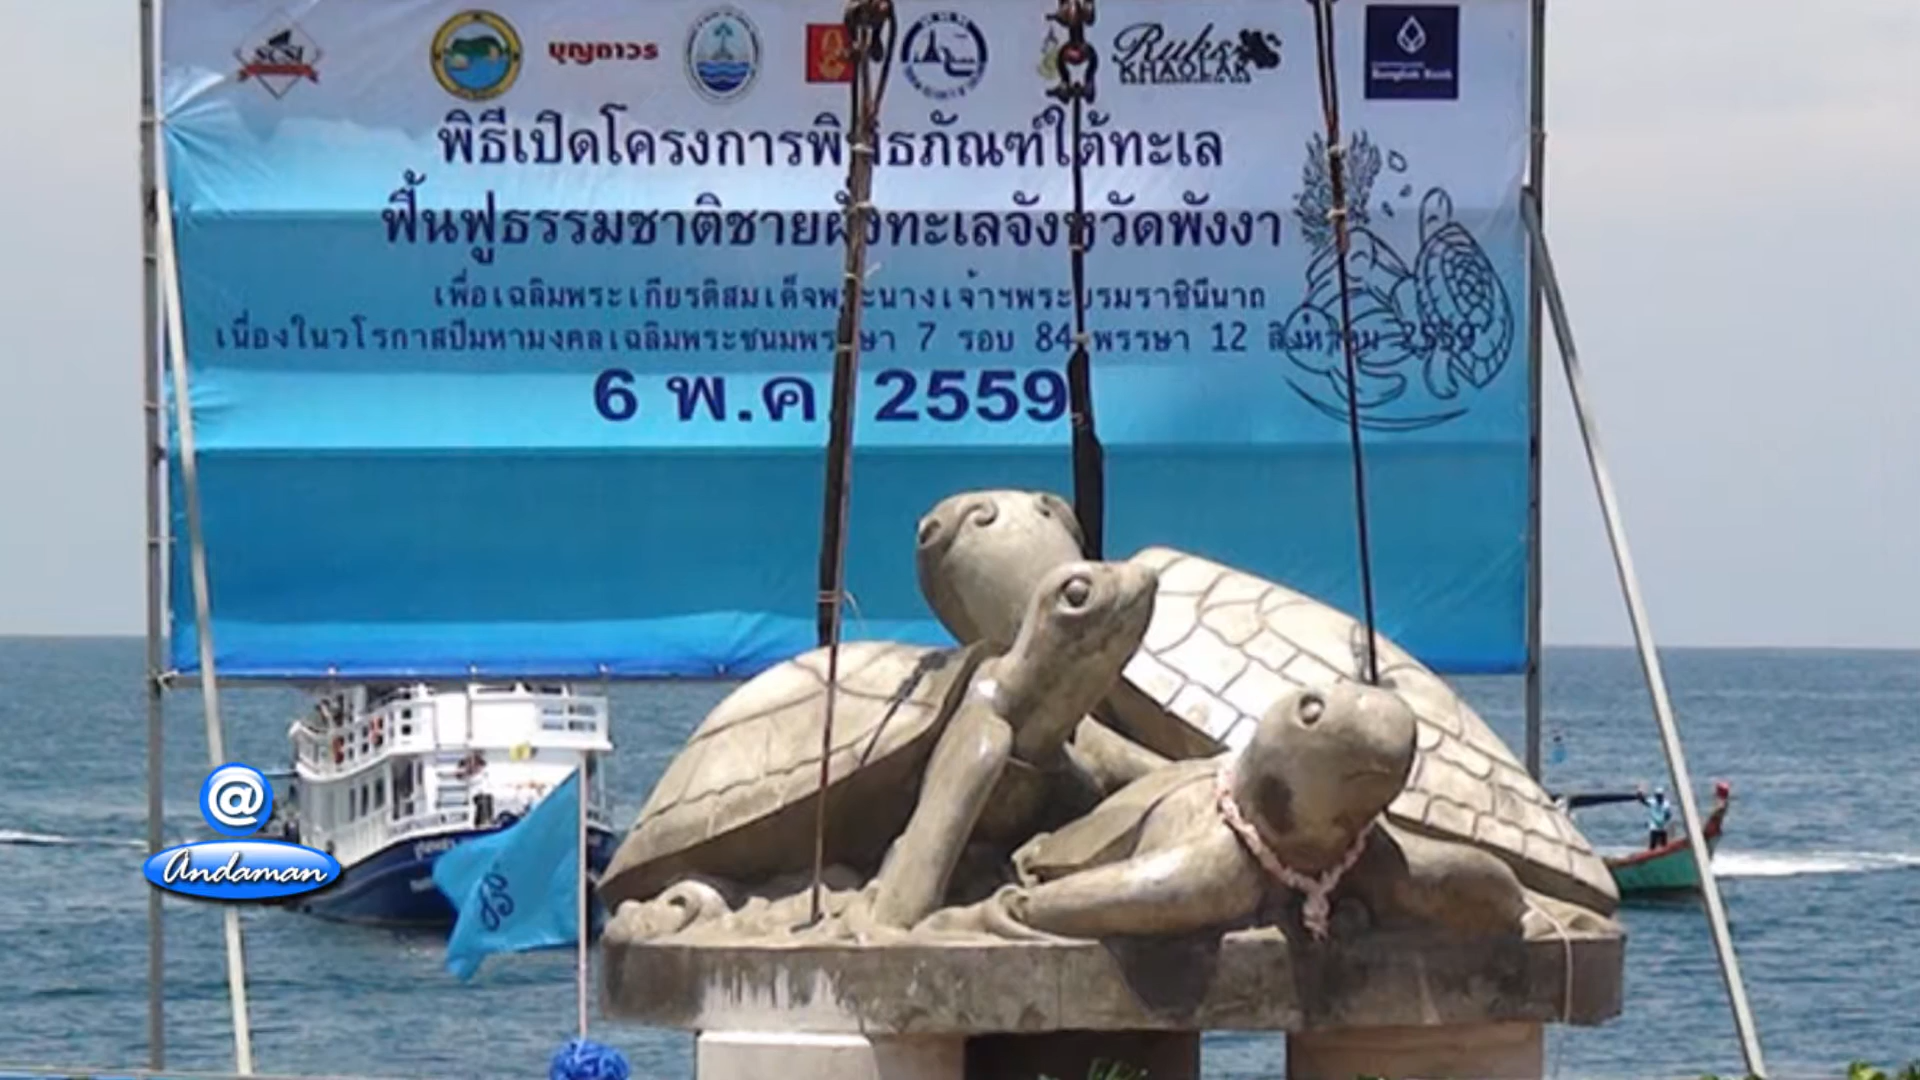 SCSI บุญถาวร Ruks KHAOLAK Bangkok Bank
พิธีเปิดโครงการพิพิธภัณฑ์ใต้ทะเล
ฟื้นฟูธรรมชาติชายฝั่งทะเลจังหวัดพังงา
เพื่อเฉลิมพระเกียรติสมเด็จพระนางเจ้าฯพระบรมราชินีนาถ
เนื่องในวโรกาสปีมหามงคลเฉลิมพระชนมพรรษา 7 รอบ 84 พรรษา 12 สิงหาคม 2559
6 พ.ค. 2559
@
Andaman